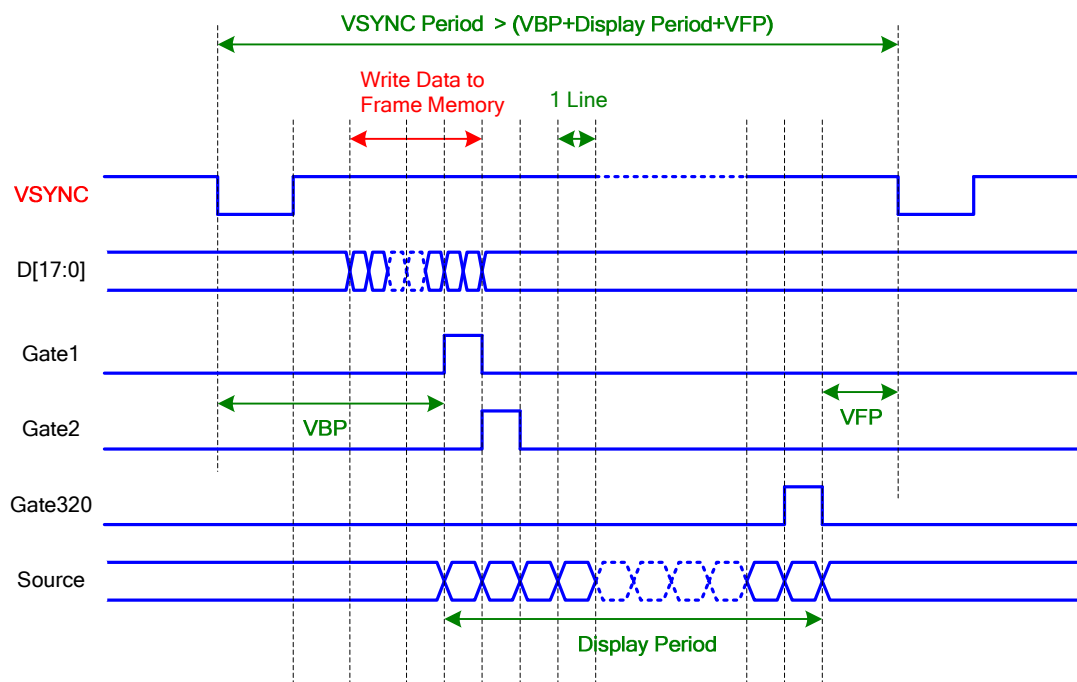 VSYNC Period > (VBP+Display Period+VFP)
Write Data to
Frame Memory
1 Line
VSYNC
D[17:0]
Gate1
VBP
VFP
Gate2
Gate320
Source
Display Period